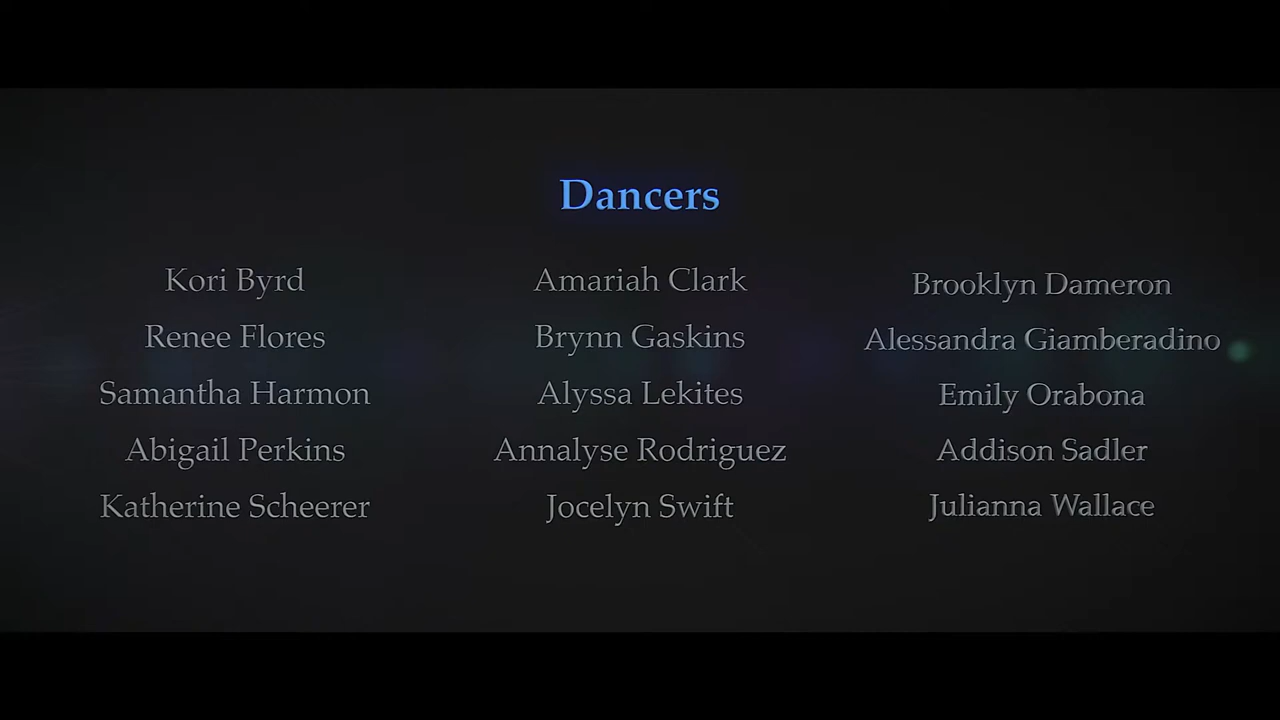 Dancers
Kori Byrd
Amariah Clark
Brooklyn Dameron
Renee Flores
Brynn Gaskins
Alessandra Giamberadino
Samantha Harmon
Alyssa Lekites
Emily Orabona
Abigail Perkins
Annalyse Rodriguez
Addison Sadler
Katherine Scheerer
Jocelyn Swift
Julianna Wallace